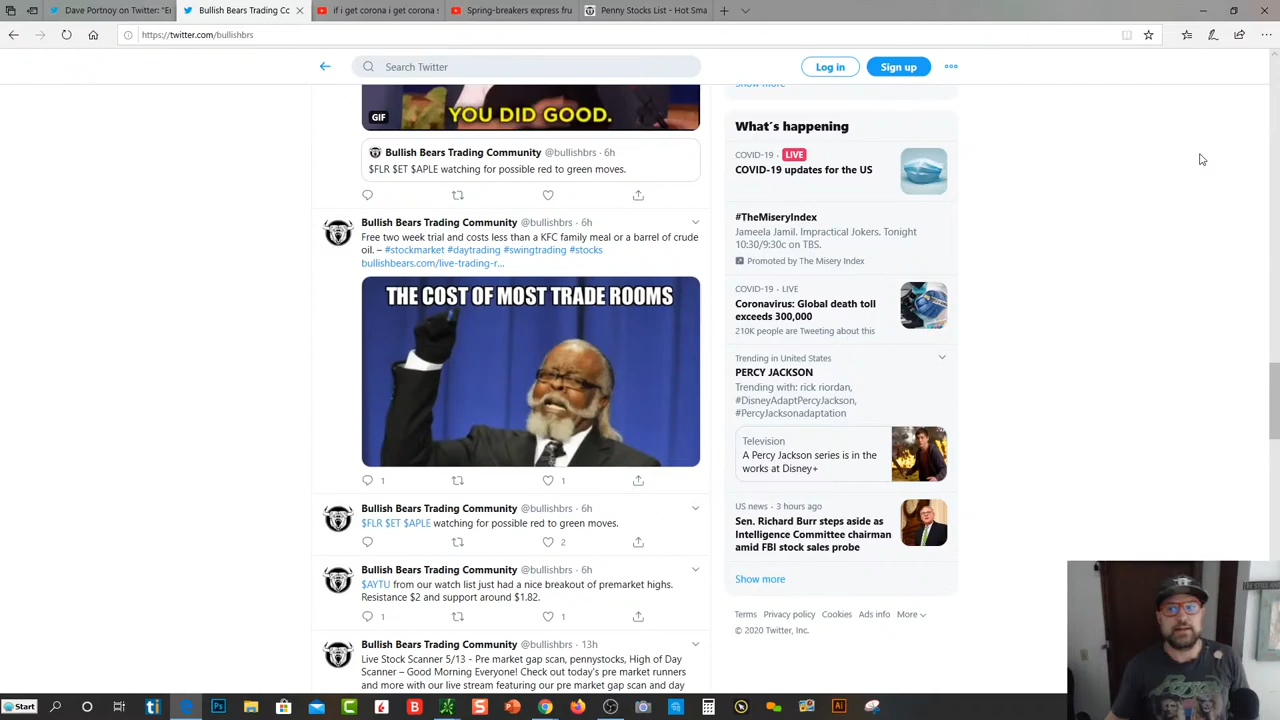 Dave Portnoy on Twitter: "E
Bullish Bears Trading Cc
if i get corona i get corona:
Spring-breakers express fru
Penny Stocks List - Hot Sma
https://twitter.com/bullishbrs
Search Twitter
Log in
Sign up
YOU DID GOOD.
GIF
Bullish Bears Trading Community @bullishbrs · 6h
$FLR $ET $APLE watching for possible red to green moves.
Bullish Bears Trading Community @bullishbrs · 6h
Free two week trial and costs less than a KFC family meal or a barrel of crude
oil. – #stockmarket #daytrading #swingtrading #stocks
bullishbears.com/live-trading-r…
THE COST OF MOST TRADE ROOMS
1
1
Bullish Bears Trading Community @bullishbrs · 6h
$FLR $ET $APLE watching for possible red to green moves.
2
Bullish Bears Trading Community @bullishbrs · 6h
$AYTU from our watch list just had a nice breakout of premarket highs.
Resistance $2 and support around $1.82.
1
1
Bullish Bears Trading Community @bullishbrs · 13h
Live Stock Scanner 5/13 - Pre market gap scan, pennystocks, High of Day
Scanner – Good Morning Everyone! Check out today's pre market runners
and more with our live stream featuring our pre market gap scan and day
Show more
What's happening
COVID-19 · LIVE
COVID-19 updates for the US
#TheMiseryIndex
Jameela Jamil. Impractical Jokers. Tonight
10:30/9:30c on TBS.
Promoted by The Misery Index
COVID-19 · LIVE
Coronavirus: Global death toll
exceeds 300,000
210K people are Tweeting about this
Trending in United States
PERCY JACKSON
Trending with: rick riordan,
#DisneyAdaptPercyJackson,
#PercyJacksonadaptation
Television
A Percy Jackson series is in the
works at Disney+
US news · 3 hours ago
Sen. Richard Burr steps aside as
Intelligence Committee chairman
amid FBI stock sales probe
Show more
Terms Privacy policy Cookies Ads info More
© 2020 Twitter, Inc.
Start